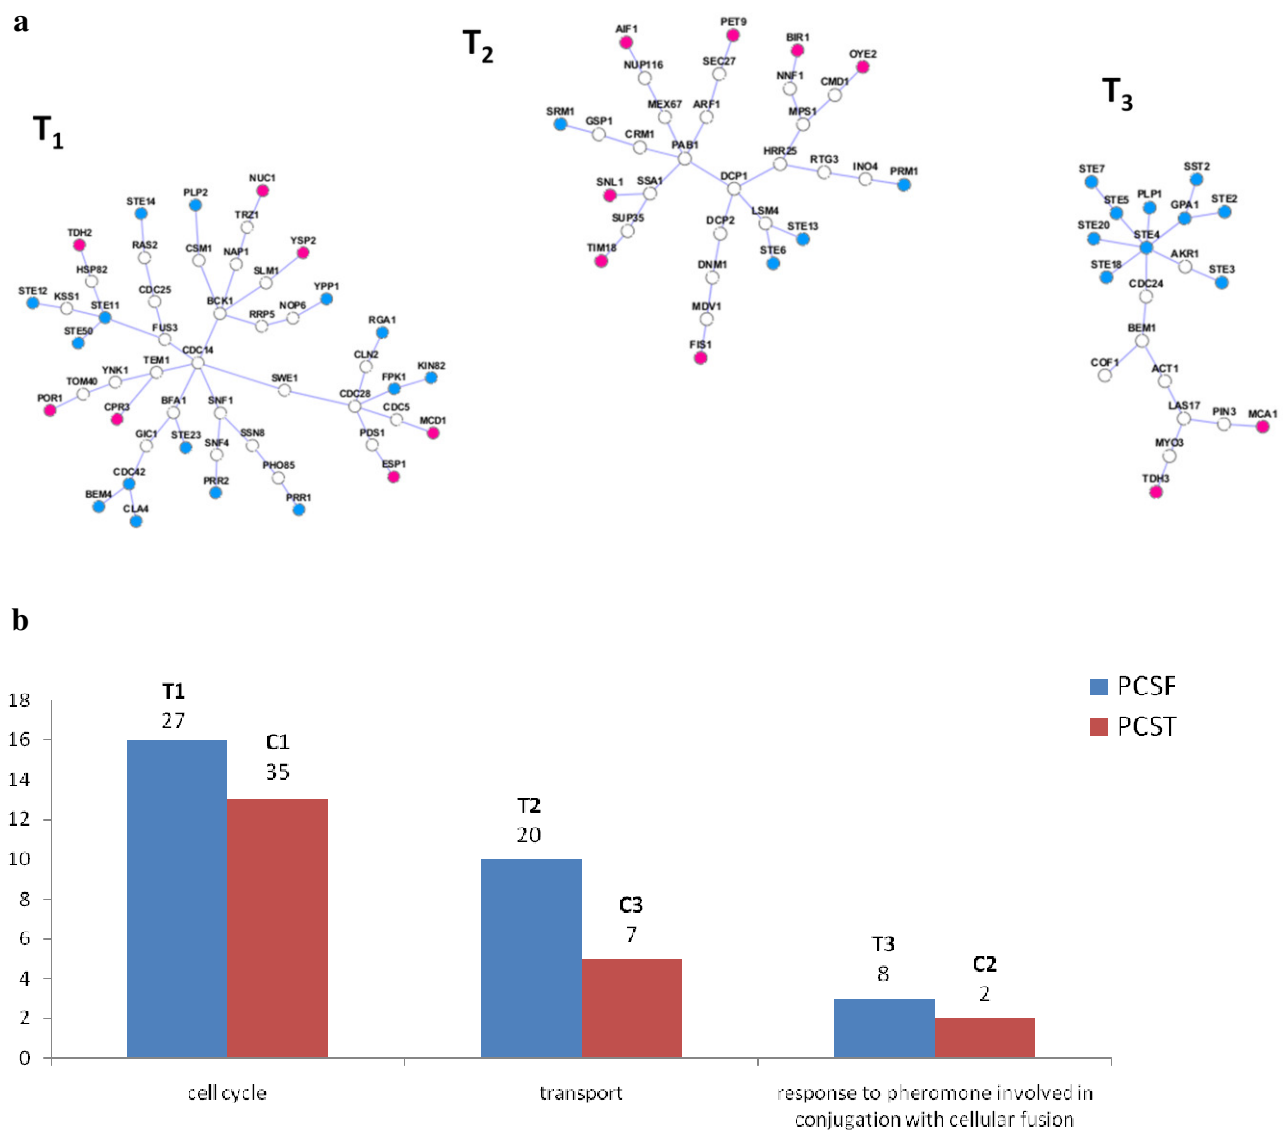 a
T1
T2
T3
NUC1
PLP2
STE14
TRZ1
TDH2
YSP2
RAS2
CSM1
NAP1
HSP82
SLM1
STE12
KSS1
CDC25
BCK1
NOP6
YPP1
STE11
RRP5
STE50
FUS3
RGA1
CDC14
TEM1
CLN2
YNK1
KIN82
TOM40
SWE1
FPK1
POR1
CDC28
CPR3
BFA1
SNF1
CDC5
MCD1
GIC1
STE23
SSN8
PDS1
SNF4
CDC42
PHO85
ESP1
PRR2
BEM4
CLA4
PRR1
AIF1
PET9
BIR1
OYE2
NUP116
SEC27
NNF1
CMD1
MEX67
ARF1
MPS1
SRM1
GSP1
CRM1
PAB1
HRR25
RTG3
INO4
PRM1
SNL1
SSA1
DCP1
SUP35
DCP2
LSM4
STE13
TIM18
STE6
DNM1
MDV1
FIS1
STE7
SST2
STE5
PLP1
GPA1
STE2
STE20
STE4
AKR1
STE18
STE3
CDC24
BEM1
COF1
ACT1
LAS17
PIN3
MCA1
MYO3
TDH3
b
PCSF
PCST
18
16
14
12
10
8
6
4
2
0
T1
27
C1
35
T2
20
C3
7
T3
8
C2
2
cell cycle
transport
response to pheromone involved in
conjugation with cellular fusion